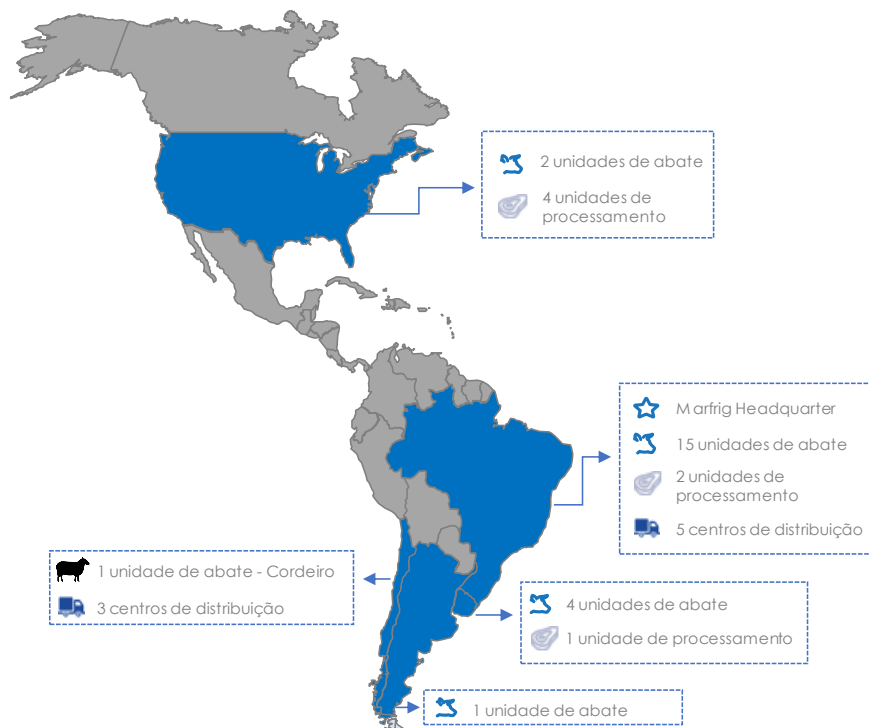 2 unidades de abate
4 unidades de
processamento
Marfrig Headquarter
15 unidades de abate
2 unidades de
processamento
5 centros de distribuição
1 unidade de abate - Cordeiro
3 centros de distribuição
4 unidades de abate
1 unidade de processamento
1 unidade de abate